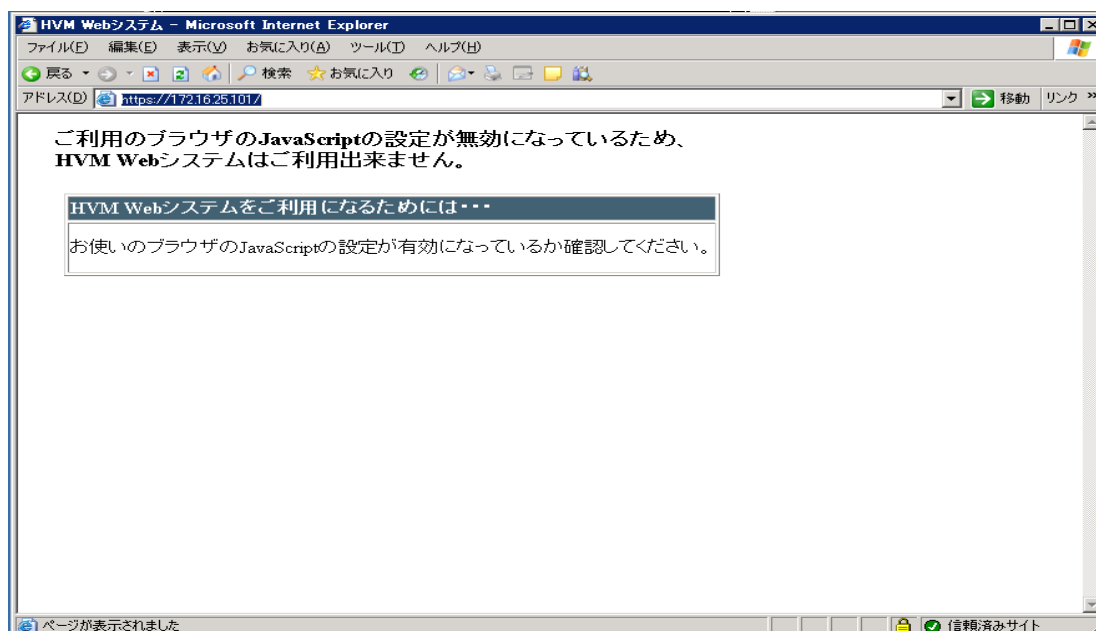 HVM Webシステム - Microsoft Internet Explorer
ファイル(F) 編集(E) 表示(V) お気に入り(A) ツール(T) ヘルプ(H)
戻る 検索 お気に入り
アドレス(D) https://172.16.25.101/ 移動 リンク »
ご利用のブラウザのJavaScriptの設定が無効になっているため、
HVM Webシステムはご利用出来ません。
HVM Webシステムをご利用になるためには・・・
お使いのブラウザのJavaScriptの設定が有効になっているか確認してください。
ページが表示されました 信頼済みサイト